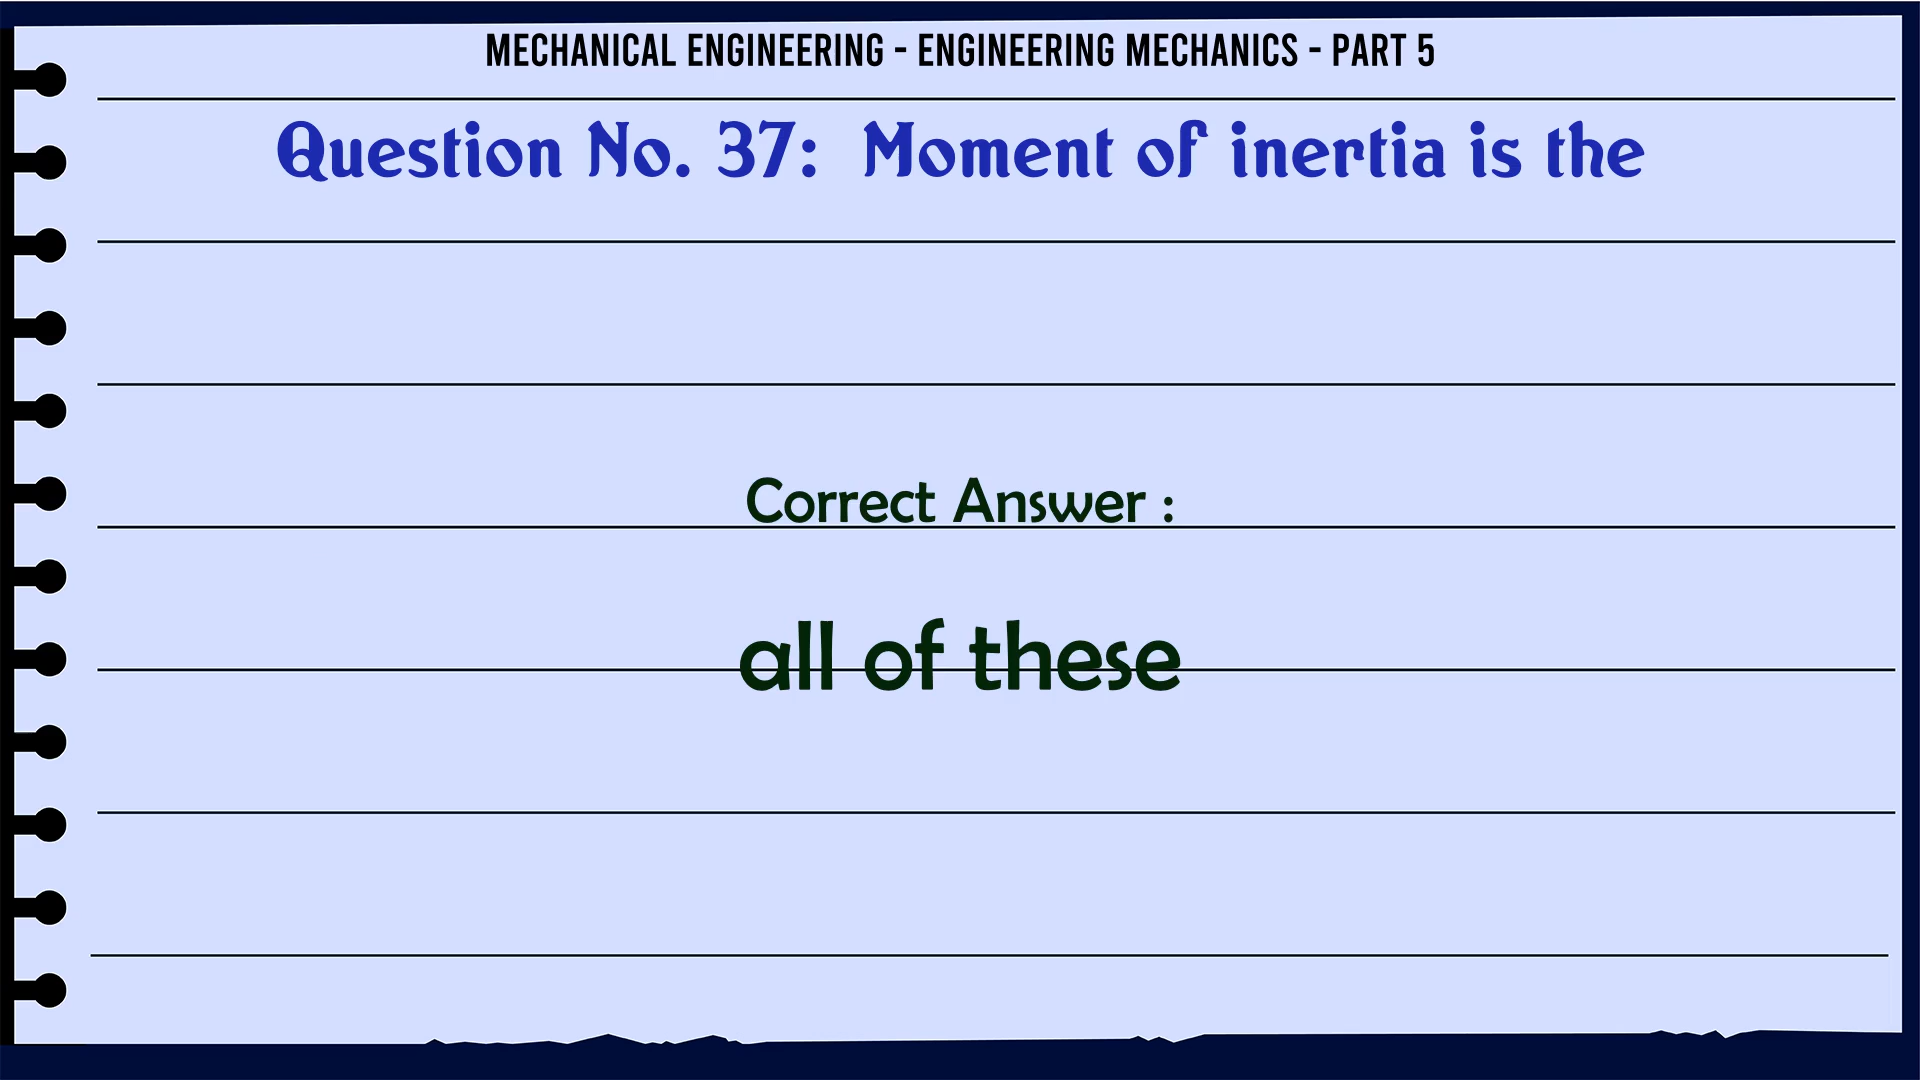 MECHANICAL ENGINEERING - ENGINEERING MECHANICS - PART 5
Question No. 37: Moment of inertia is the
Correct Answer :
all of these